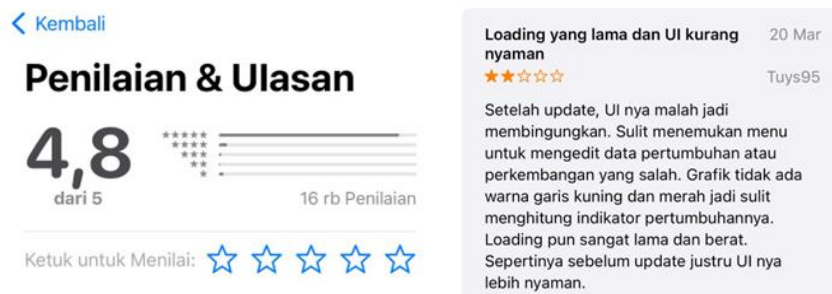 Kembali
Penilaian & Ulasan
4,8
dari 5
16 rb Penilaian
Ketuk untuk Menilai:
Loading yang lama dan UI kurang
nyaman
20 Mar
Tuys95
Setelah update, UI nya malah jadi
membingungkan. Sulit menemukan menu
untuk mengedit data pertumbuhan atau
perkembangan yang salah. Grafik tidak ada
warna garis kuning dan merah jadi sulit
menghitung indikator pertumbuhannya.
Loading pun sangat lama dan berat.
Sepertinya sebelum update justru UI nya
lebih nyaman.